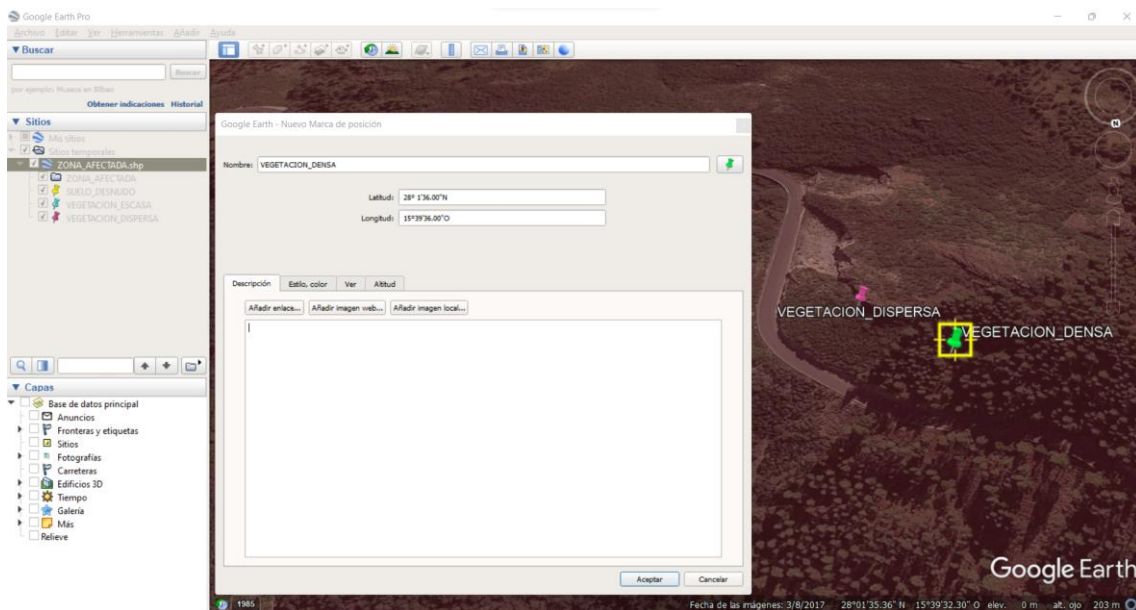 Google Earth Pro
Archivo Editar Ver Herramientas Añadir Ayuda
Buscar
Buscar
por ejemplo: Museos en Bilbao
Obtener indicaciones Historial
Sitios
Mis sitios
Sitios temporales
ZONA_AFECTADA.shp
ZONA_AFECTADA
SUELO_DESNUDO
VEGETACION_ESCASA
VEGETACION_DISPERSA
Capas
Base de datos principal
Anuncios
Fronteras y etiquetas
Sitios
Fotografías
Carreteras
Edificios 3D
Tiempo
Galería
Más
Relieve
Google Earth - Nuevo Marca de posición
Nombre: VEGETACION_DENSA
Latitud: 28° 1'36.00"N
Longitud: 15°39'36.00"O
Descripción Estilo, color Ver Altitud
Añadir enlace... Añadir imagen web... Añadir imagen local...
Aceptar Cancelar
N
VEGETACION_DISPERSA
VEGETACION_DENSA
Google Earth
1985
Fecha de las imágenes: 3/8/2017 28°01'35.36" N 15°39'32.30" O elev. 0 m alt. ojo 203 m